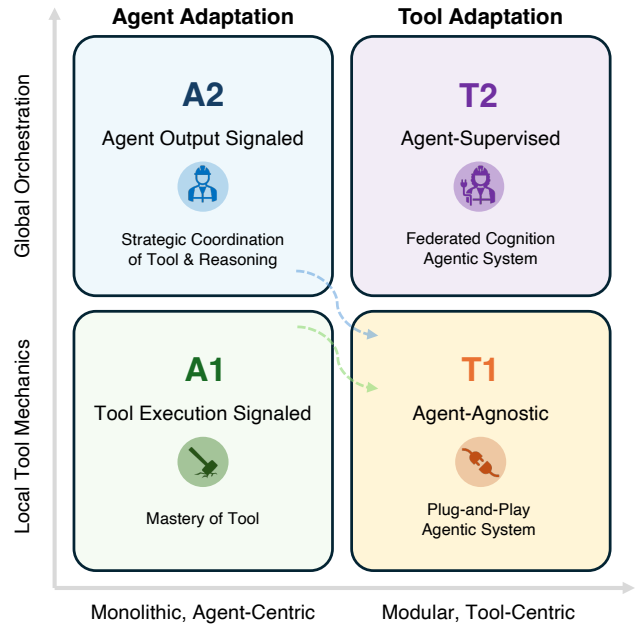 Agent Adaptation
Tool Adaptation
Global Orchestration
A2
Agent Output Signaled
Strategic Coordination
of Tool & Reasoning
T2
Agent-Supervised
Federated Cognition
Agentic System
Local Tool Mechanics
A1
Tool Execution Signaled
Mastery of Tool
T1
Agent-Agnostic
Plug-and-Play
Agentic System
Monolithic, Agent-Centric
Modular, Tool-Centric